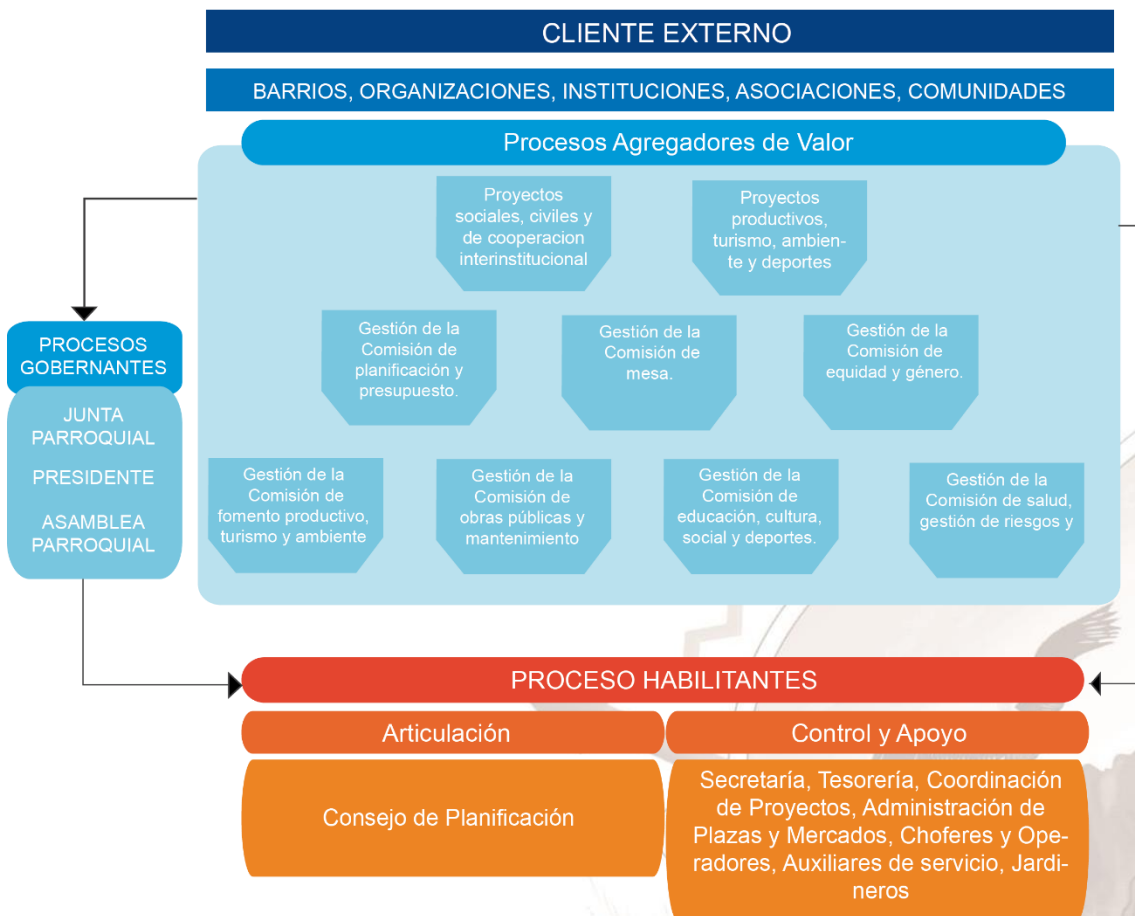 CLIENTE EXTERNO
BARRIOS, ORGANIZACIONES, INSTITUCIONES, ASOCIACIONES, COMUNIDADES
Procesos Agregadores de Valor
Proyectos
sociales, civiles y
de cooperacion
interinstitucional
Proyectos
productivos,
turismo, ambien-
te y deportes
PROCESOS
GOBERNANTES
JUNTA
PARROQUIAL
PRESIDENTE
ASAMBLEA
PARROQUIAL
Gestión de la
Comisión de
planificación y
presupuesto.
Gestión de la
Comisión de
mesa.
Gestión de la
Comisión de
equidad y género.
Gestión de la
Comisión de
fomento productivo,
turismo y ambiente
Gestión de la
Comisión de
obras públicas y
mantenimiento
Gestión de la
Comisión de
educación, cultura,
social y deportes.
Gestión de la
Comisión de salud,
gestión de riesgos y
PROCESO HABILITANTES
Articulación
Consejo de Planificación
Control y Apoyo
Secretaría, Tesorería, Coordinación
de Proyectos, Administración de
Plazas y Mercados, Choferes y Ope-
radores, Auxiliares de servicio, Jardi-
neros